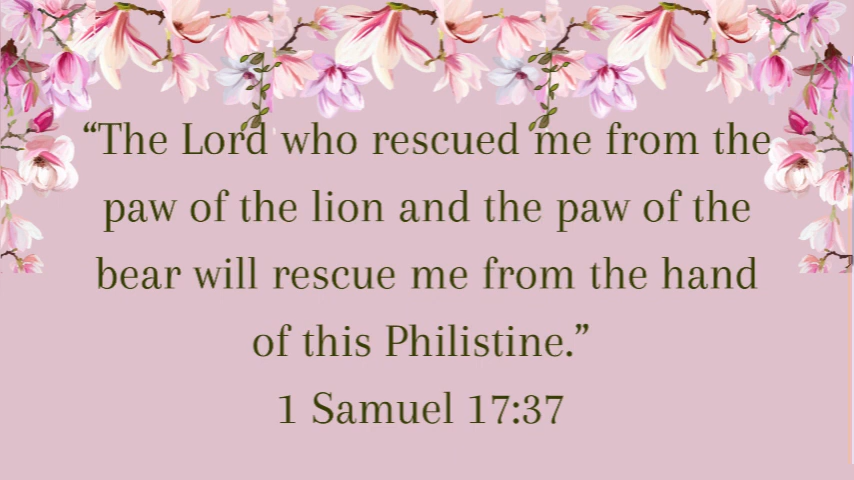 “The Lord who rescued me from the
paw of the lion and the paw of the
bear will rescue me from the hand
of this Philistine.”
1 Samuel 17:37